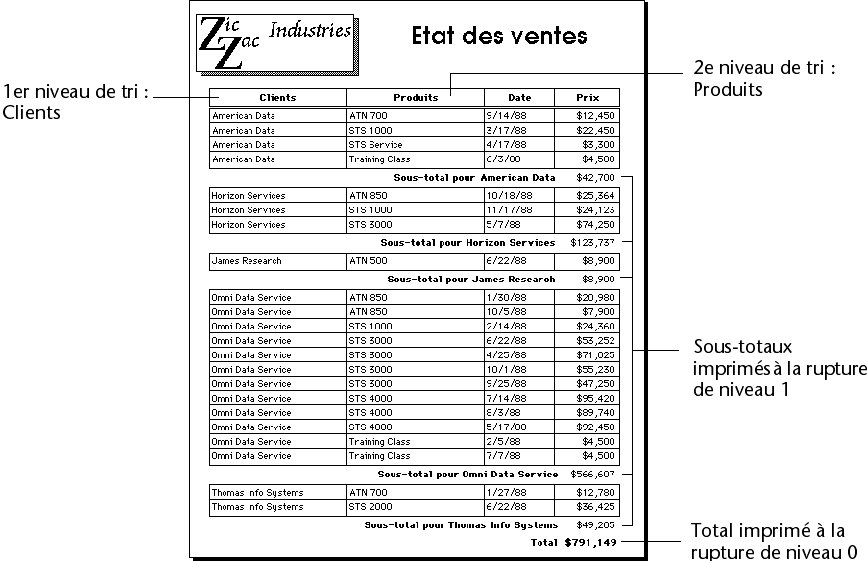 Zic Zac Industries
Etat des ventes
1er niveau de tri :
Clients
2e niveau de tri :
Produits
Clients Produits Date Prix
American Data ATN 700 9/14/88 $12,450
American Data STS 1000 3/17/88 $22,450
American Data STS Service 4/17/88 $3,300
American Data Training Class 6/3/88 $4,500
Sous-total pour American Data $42,700
Horizon Services ATN 850 10/18/88 $25,364
Horizon Services STS 1000 11/17/88 $24,123
Horizon Services STS 3000 5/7/88 $74,250
Sous-total pour Horizon Services $123,737
James Research ATN 500 6/22/88 $8,900
Sous-total pour James Research $8,900
Omni Data Service ATN 850 1/30/88 $20,980
Omni Data Service ATN 850 10/5/88 $7,900
Omni Data Service STS 1000 2/14/88 $24,360
Omni Data Service STS 3000 6/22/88 $53,252
Omni Data Service STS 3000 4/25/88 $71,025
Omni Data Service STS 3000 10/1/88 $55,230
Omni Data Service STS 3000 9/25/88 $47,250
Omni Data Service STS 4000 7/14/88 $95,420
Omni Data Service STS 4000 8/3/88 $89,740
Omni Data Service STS 4000 5/17/88 $92,450
Omni Data Service Training Class 2/5/88 $4,500
Omni Data Service Training Class 7/7/88 $4,500
Sous-total pour Omni Data Service $566,607
Thomas Info Systems ATN 700 1/27/88 $12,780
Thomas Info Systems STS 2000 6/22/88 $36,425
Sous-total pour Thomas Info Systems $49,205
Total $791,149
Sous-totaux
imprimés à la rupture
de niveau 1
Total imprimé à la
rupture de niveau 0